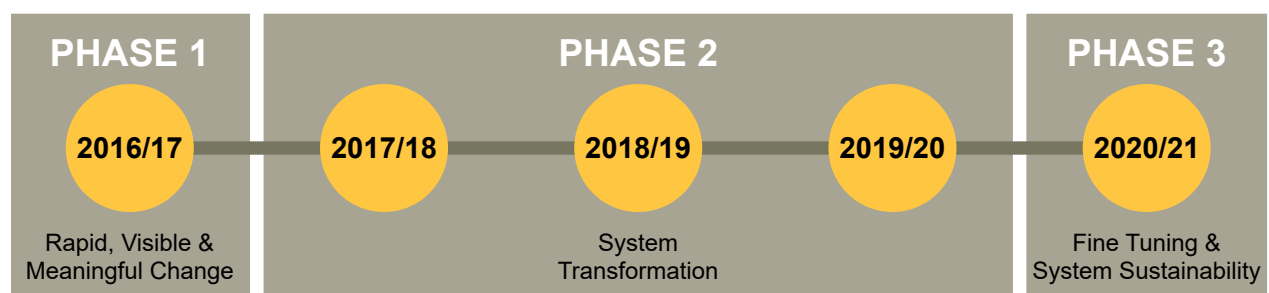 PHASE 1
2016/17
Rapid, Visible &
Meaningful Change
PHASE 2
2017/18
2018/19
2019/20
System
Transformation
PHASE 3
2020/21
Fine Tuning &
System Sustainability